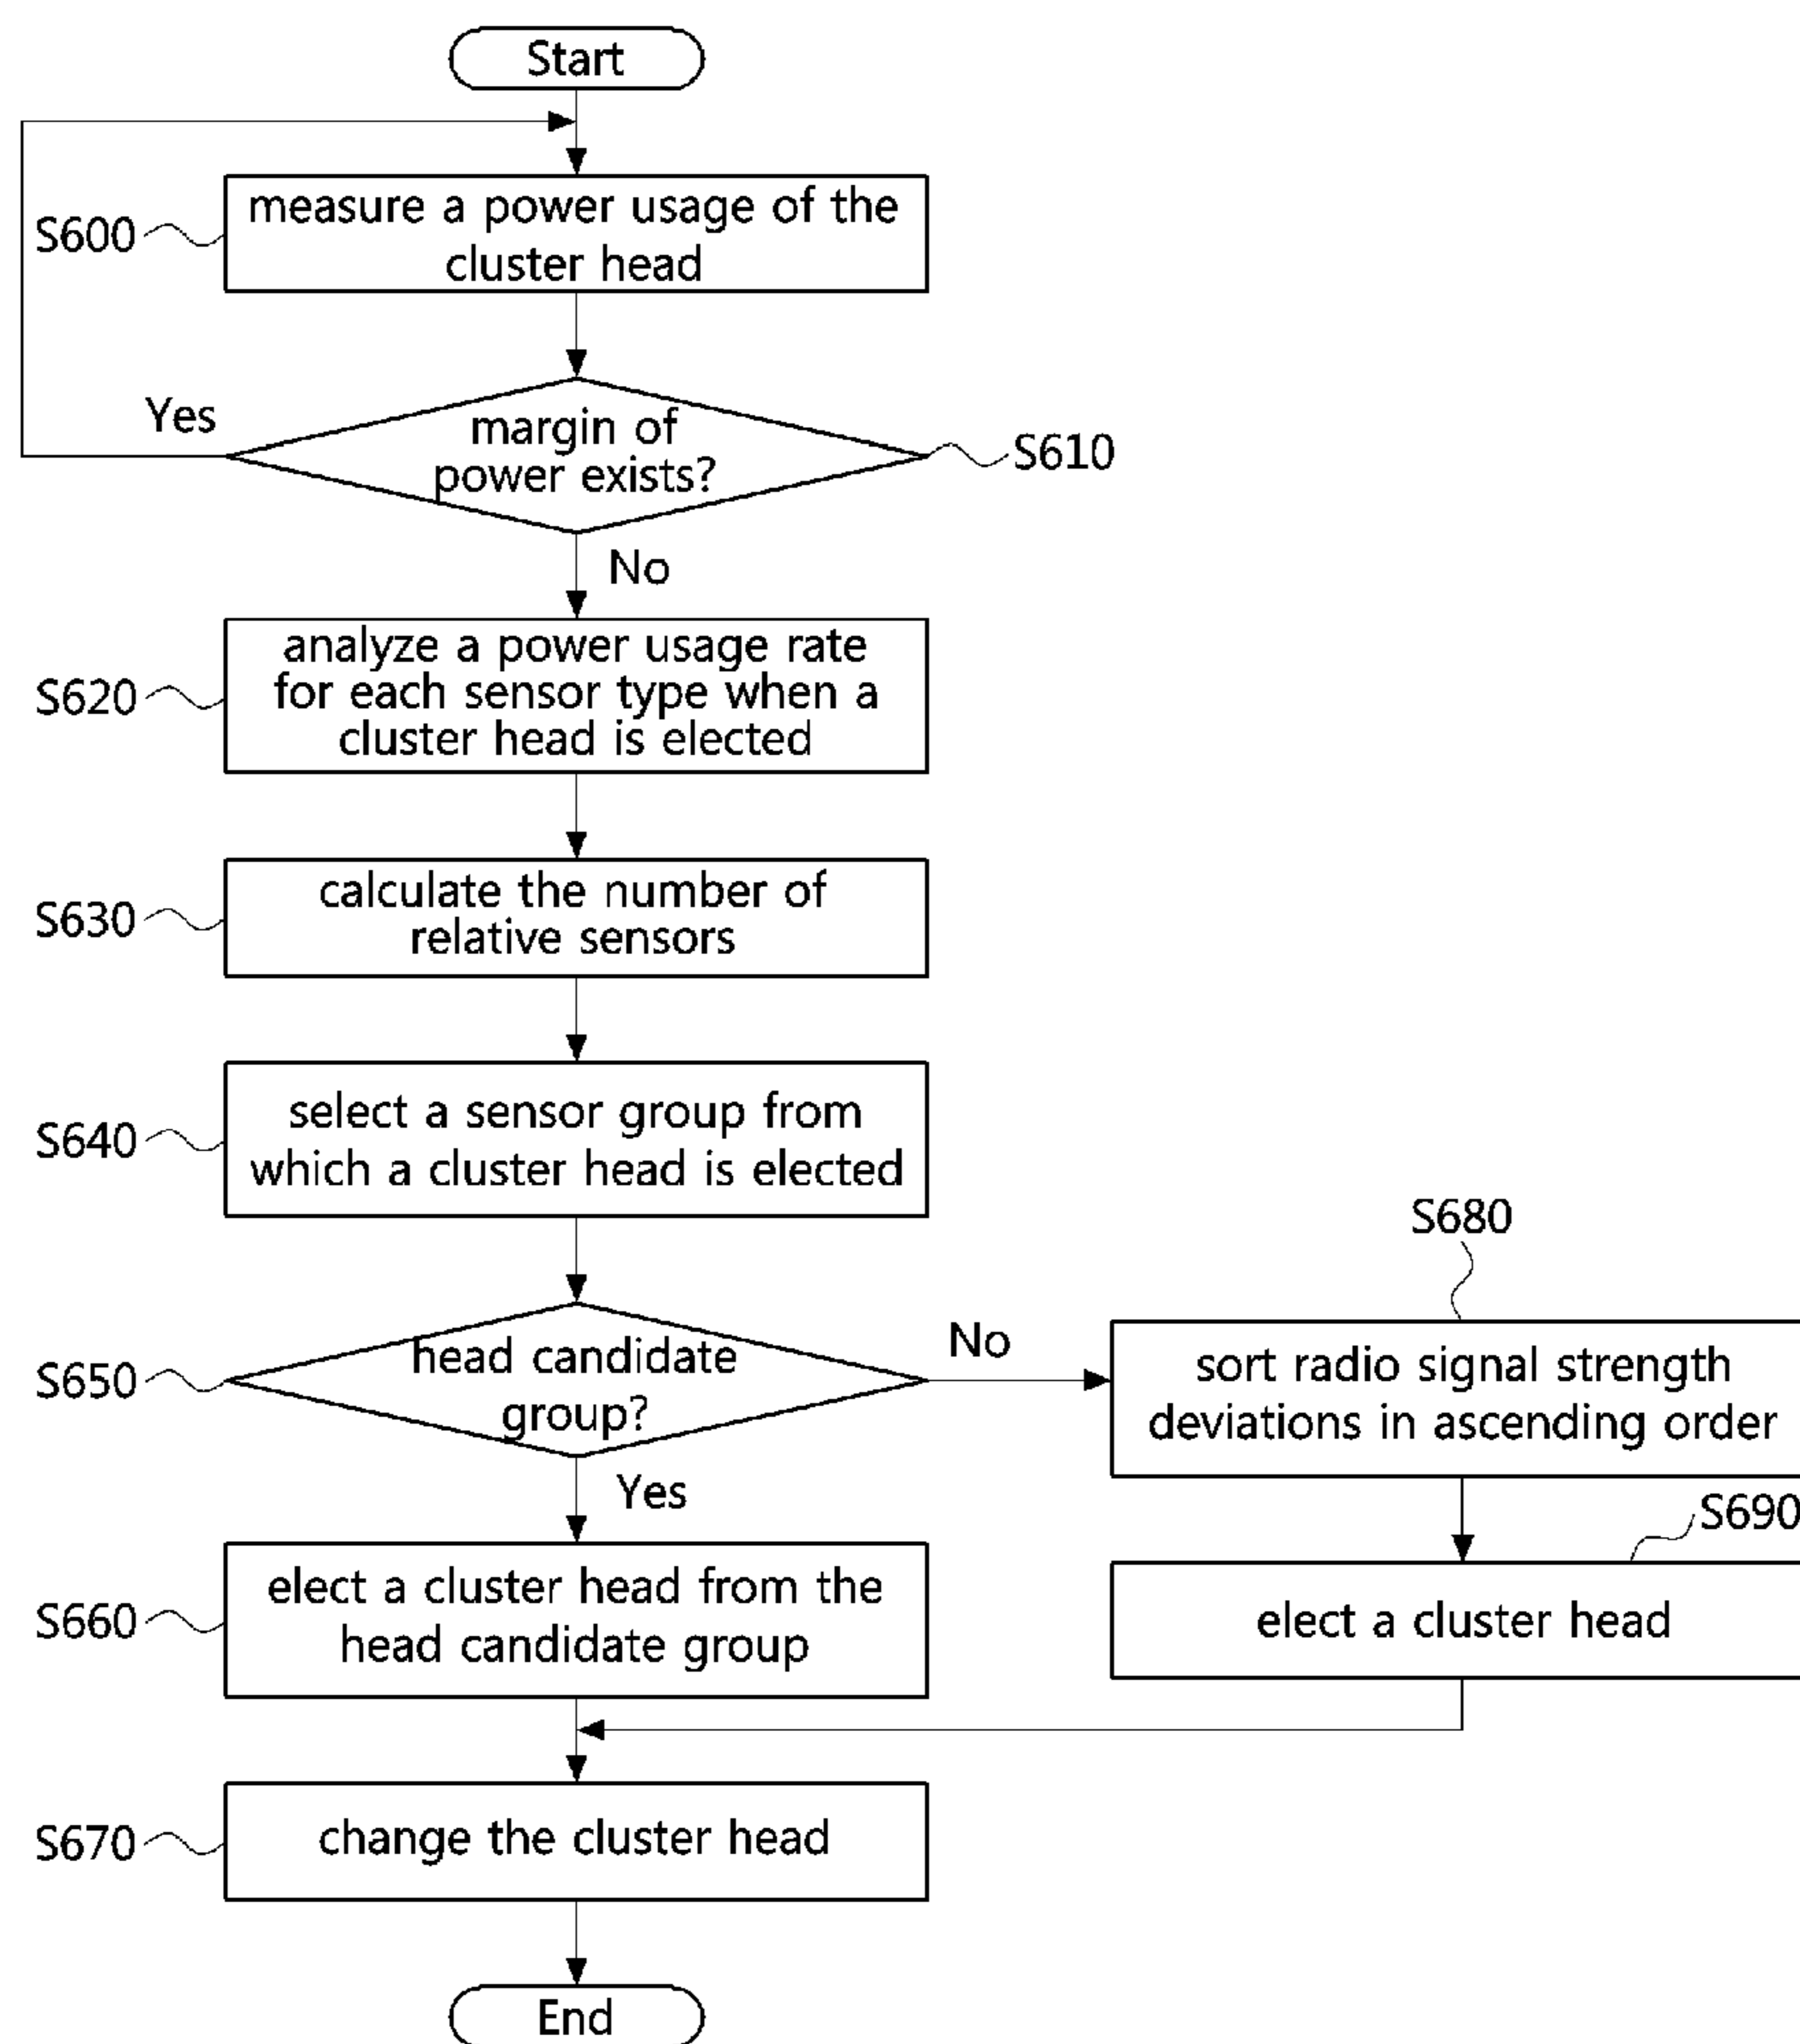 Start
S600
measure a power usage of the
cluster head
Yes
margin of
power exists?
S610
No
S620
analyze a power usage rate
for each sensor type when a
cluster head is elected
S630
calculate the number of
relative sensors
S640
select a sensor group from
which a cluster head is elected
S650
head candidate
group?
No
S680
sort radio signal strength
deviations in ascending order
Yes
S690
S660
elect a cluster head from the
head candidate group
elect a cluster head
S670
change the cluster head
End